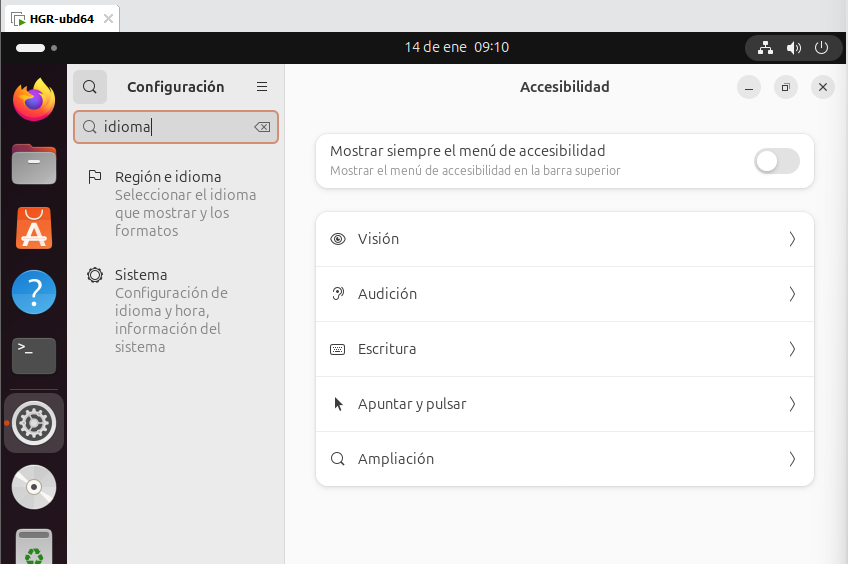 HGR-ubd64
14 de ene 09:10
Configuración
Accesibilidad
idioma
Región e idioma
Seleccionar el idioma
que mostrar y los
formatos
Sistema
Configuración de
idioma y hora,
información del
sistema
Mostrar siempre el menú de accesibilidad
Mostrar el menú de accesibilidad en la barra superior
Visión
Audición
Escritura
Apuntar y pulsar
Ampliación